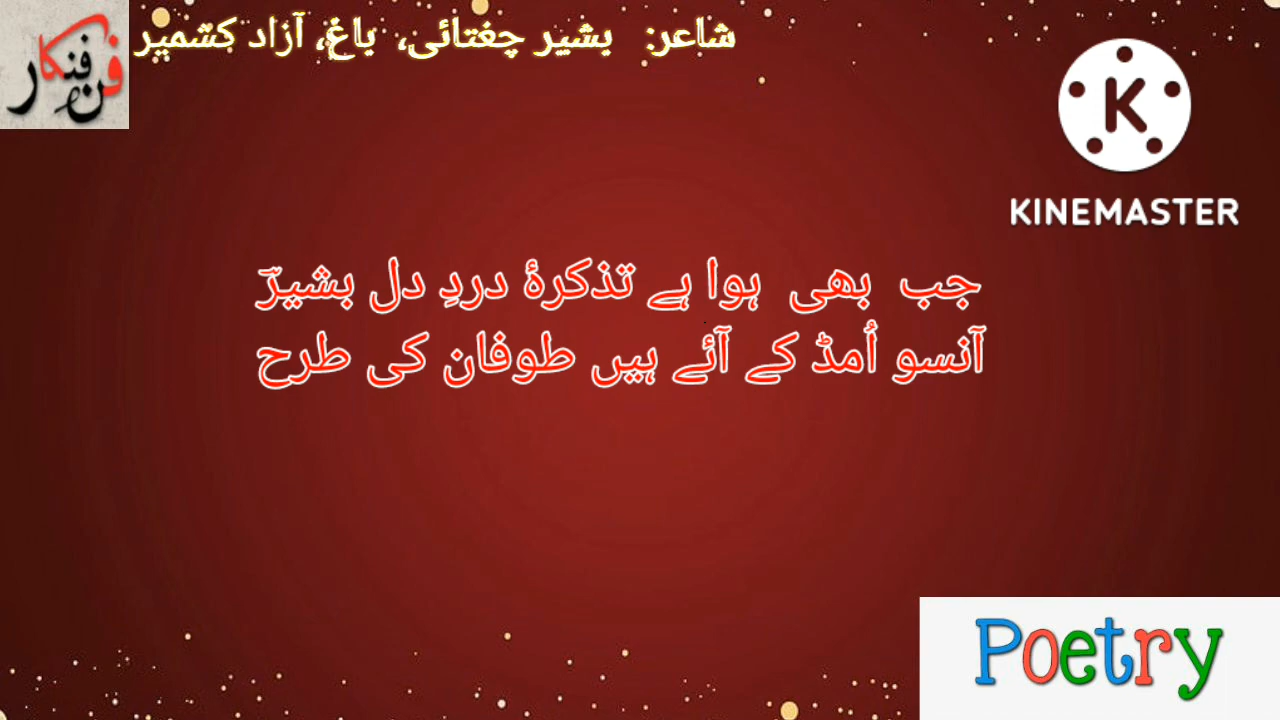 شاعر: بشیر چغتائی، باغ، آزاد کشمیر
فن فنکار
KINEMASTER
جب بھی ہوا ہے تذکرۂ دردِ دل بشیرؔ
آنسو اُمڈ کے آئے ہیں طوفان کی طرح
Poetry